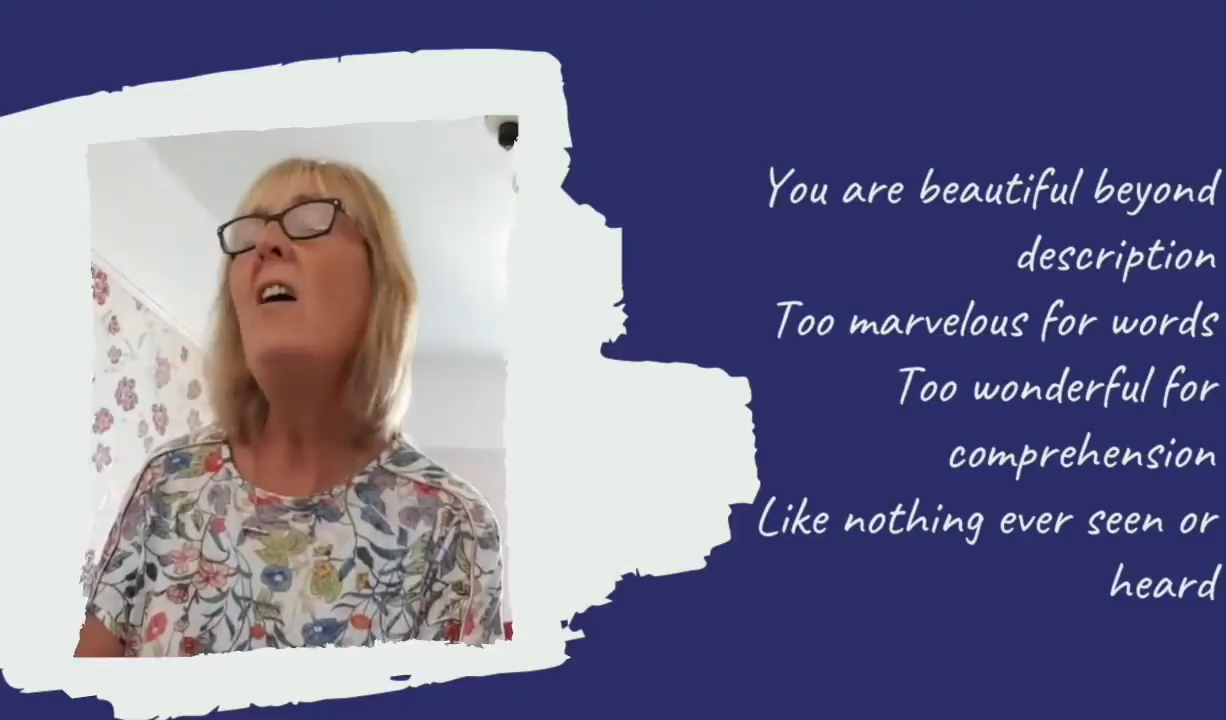 You are beautiful beyond
description
Too marvelous for words
Too wonderful for
comprehension
Like nothing ever seen or
heard